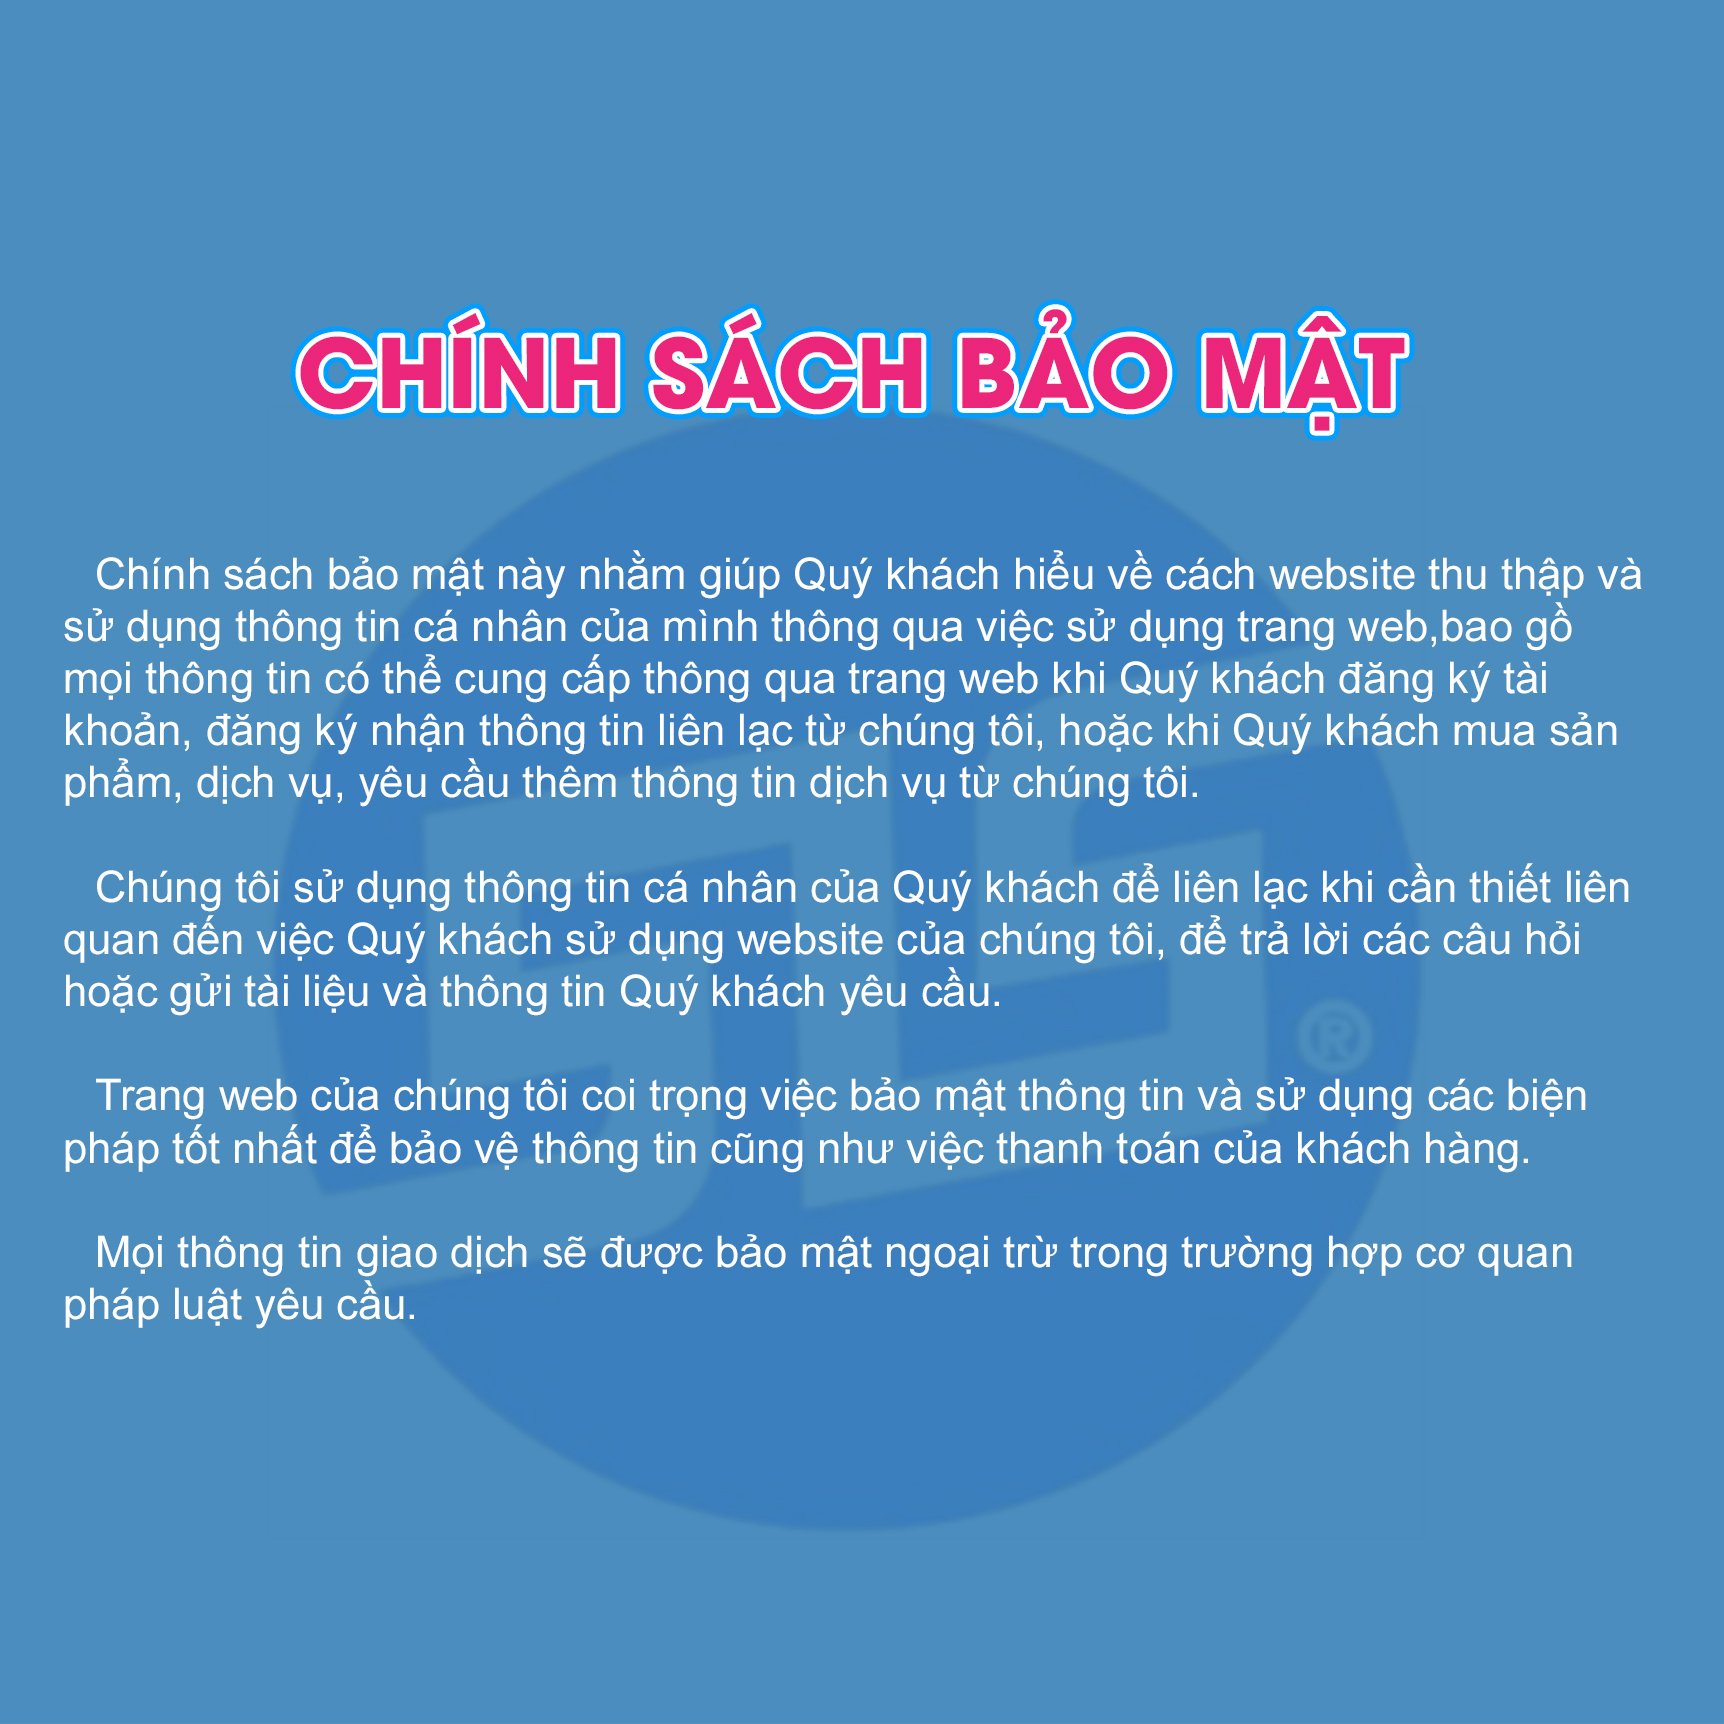 CHÍNH SÁCH BẢO MẬT
Chính sách bảo mật này nhằm giúp Quý khách hiểu về cách website thu thập và
sử dụng thông tin cá nhân của mình thông qua việc sử dụng trang web,bao gồ
mọi thông tin có thể cung cấp thông qua trang web khi Quý khách đăng ký tài
khoản, đăng ký nhận thông tin liên lạc từ chúng tôi, hoặc khi Quý khách mua sản
phẩm, dịch vụ, yêu cầu thêm thông tin dịch vụ từ chúng tôi.
Chúng tôi sử dụng thông tin cá nhân của Quý khách để liên lạc khi cần thiết liên
quan đến việc Quý khách sử dụng website của chúng tôi, để trả lời các câu hỏi
hoặc gửi tài liệu và thông tin Quý khách yêu cầu.
®
Trang web của chúng tôi coi trọng việc bảo mật thông tin và sử dụng các biện
pháp tốt nhất để bảo vệ thông tin cũng như việc thanh toán của khách hàng.
Mọi thông tin giao dịch sẽ được bảo mật ngoại trừ trong trường hợp cơ quan
pháp luật yêu cầu.